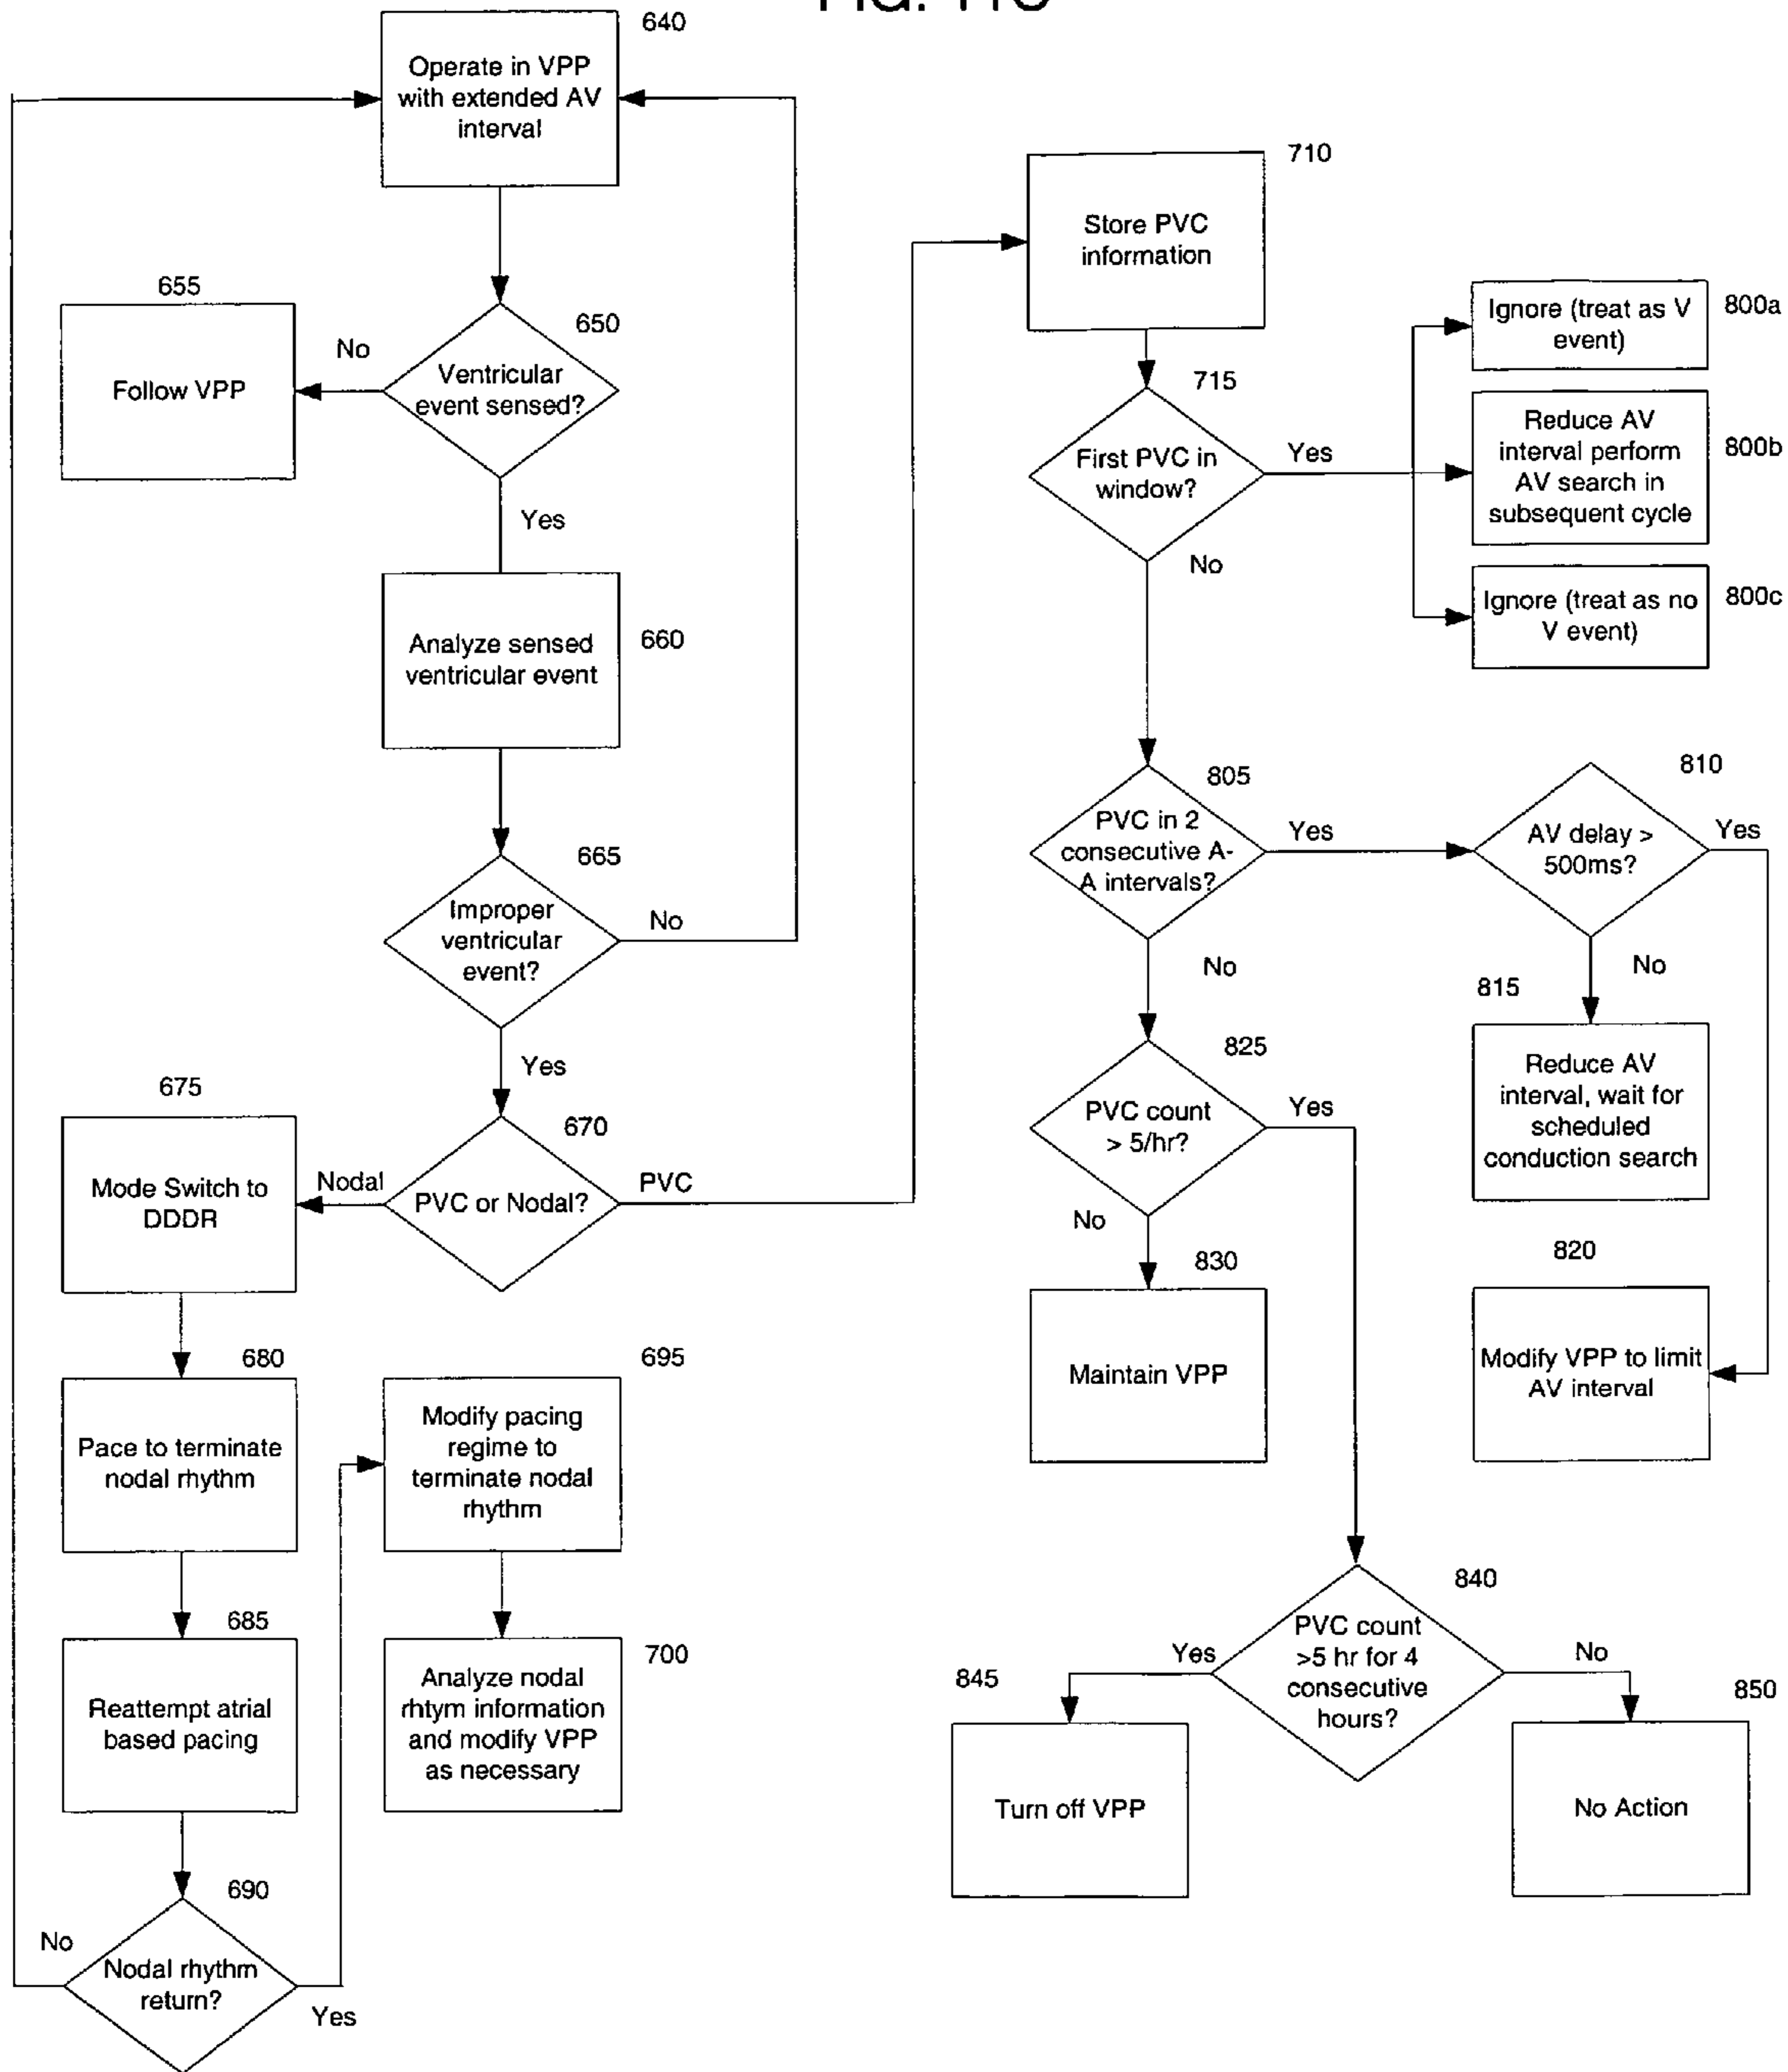 640
Operate in VPP
with extended AV
interval
655
Follow VPP
No
650
Ventricular
event sensed?
Yes
Analyze sensed
ventricular event
660
665
Improper
ventricular
event?
No
Yes
675
Mode Switch to
DDDR
Nodal
670
PVC or Nodal?
PVC
680
Pace to terminate
nodal rhythm
695
Modify pacing
regime to
terminate nodal
rhythm
685
Reattempt atrial
based pacing
700
Analyze nodal
rhtym information
and modify VPP
as necessary
690
No
Nodal rhythm
return?
Yes
710
Store PVC
information
715
First PVC in
window?
Yes
No
Ignore (treat as V
event)
800a
Reduce AV
interval perform
AV search in
subsequent cycle
800b
Ignore (treat as no
V event)
800c
805
PVC in 2
consecutive A-
A intervals?
Yes
No
810
AV delay >
500ms?
Yes
No
815
Reduce AV
interval, wait for
scheduled
conduction search
820
Modify VPP to limit
AV interval
825
PVC count
> 5/hr?
Yes
No
830
Maintain VPP
840
PVC count
>5 hr for 4
consecutive
hours?
Yes
No
845
Turn off VPP
850
No Action